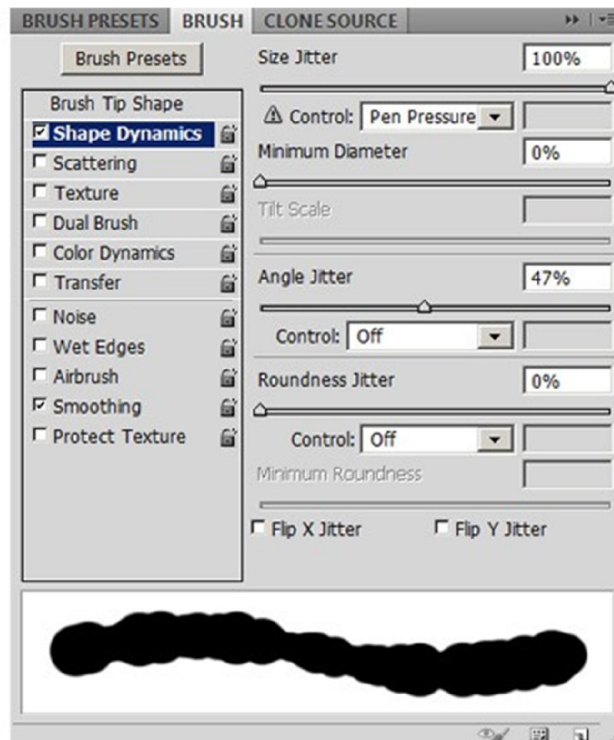 BRUSH PRESETS BRUSH CLONE SOURCE
Brush Presets
Brush Tip Shape
Shape Dynamics
Scattering
Texture
Dual Brush
Color Dynamics
Transfer
Noise
Wet Edges
Airbrush
Smoothing
Protect Texture
Size Jitter 100%
Control: Pen Pressure
Minimum Diameter 0%
Tilt Scale
Angle Jitter 47%
Control: Off
Roundness Jitter 0%
Control: Off
Minimum Roundness
Flip X Jitter Flip Y Jitter